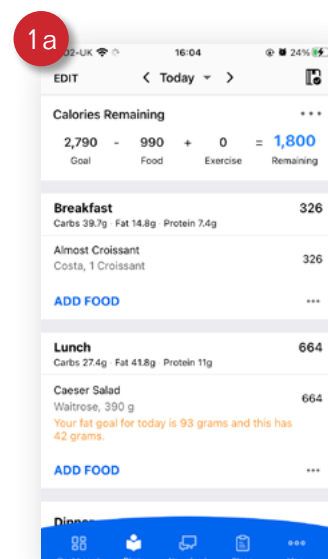 1a
02-UK 16:04 24%
EDIT < Today >
Calories Remaining ...
2,790 - 990 + 0 = 1,800
Goal Food Exercise Remaining
Breakfast 326
Carbs 39.7g · Fat 14.8g · Protein 7.4g
Almost Croissant
Costa, 1 Croissant 326
ADD FOOD ...
Lunch 664
Carbs 27.4g · Fat 41.8g · Protein 11g
Caeser Salad
Waitrose, 390 g 664
Your fat goal for today is 93 grams and this has
42 grams.
ADD FOOD ...
Dinner